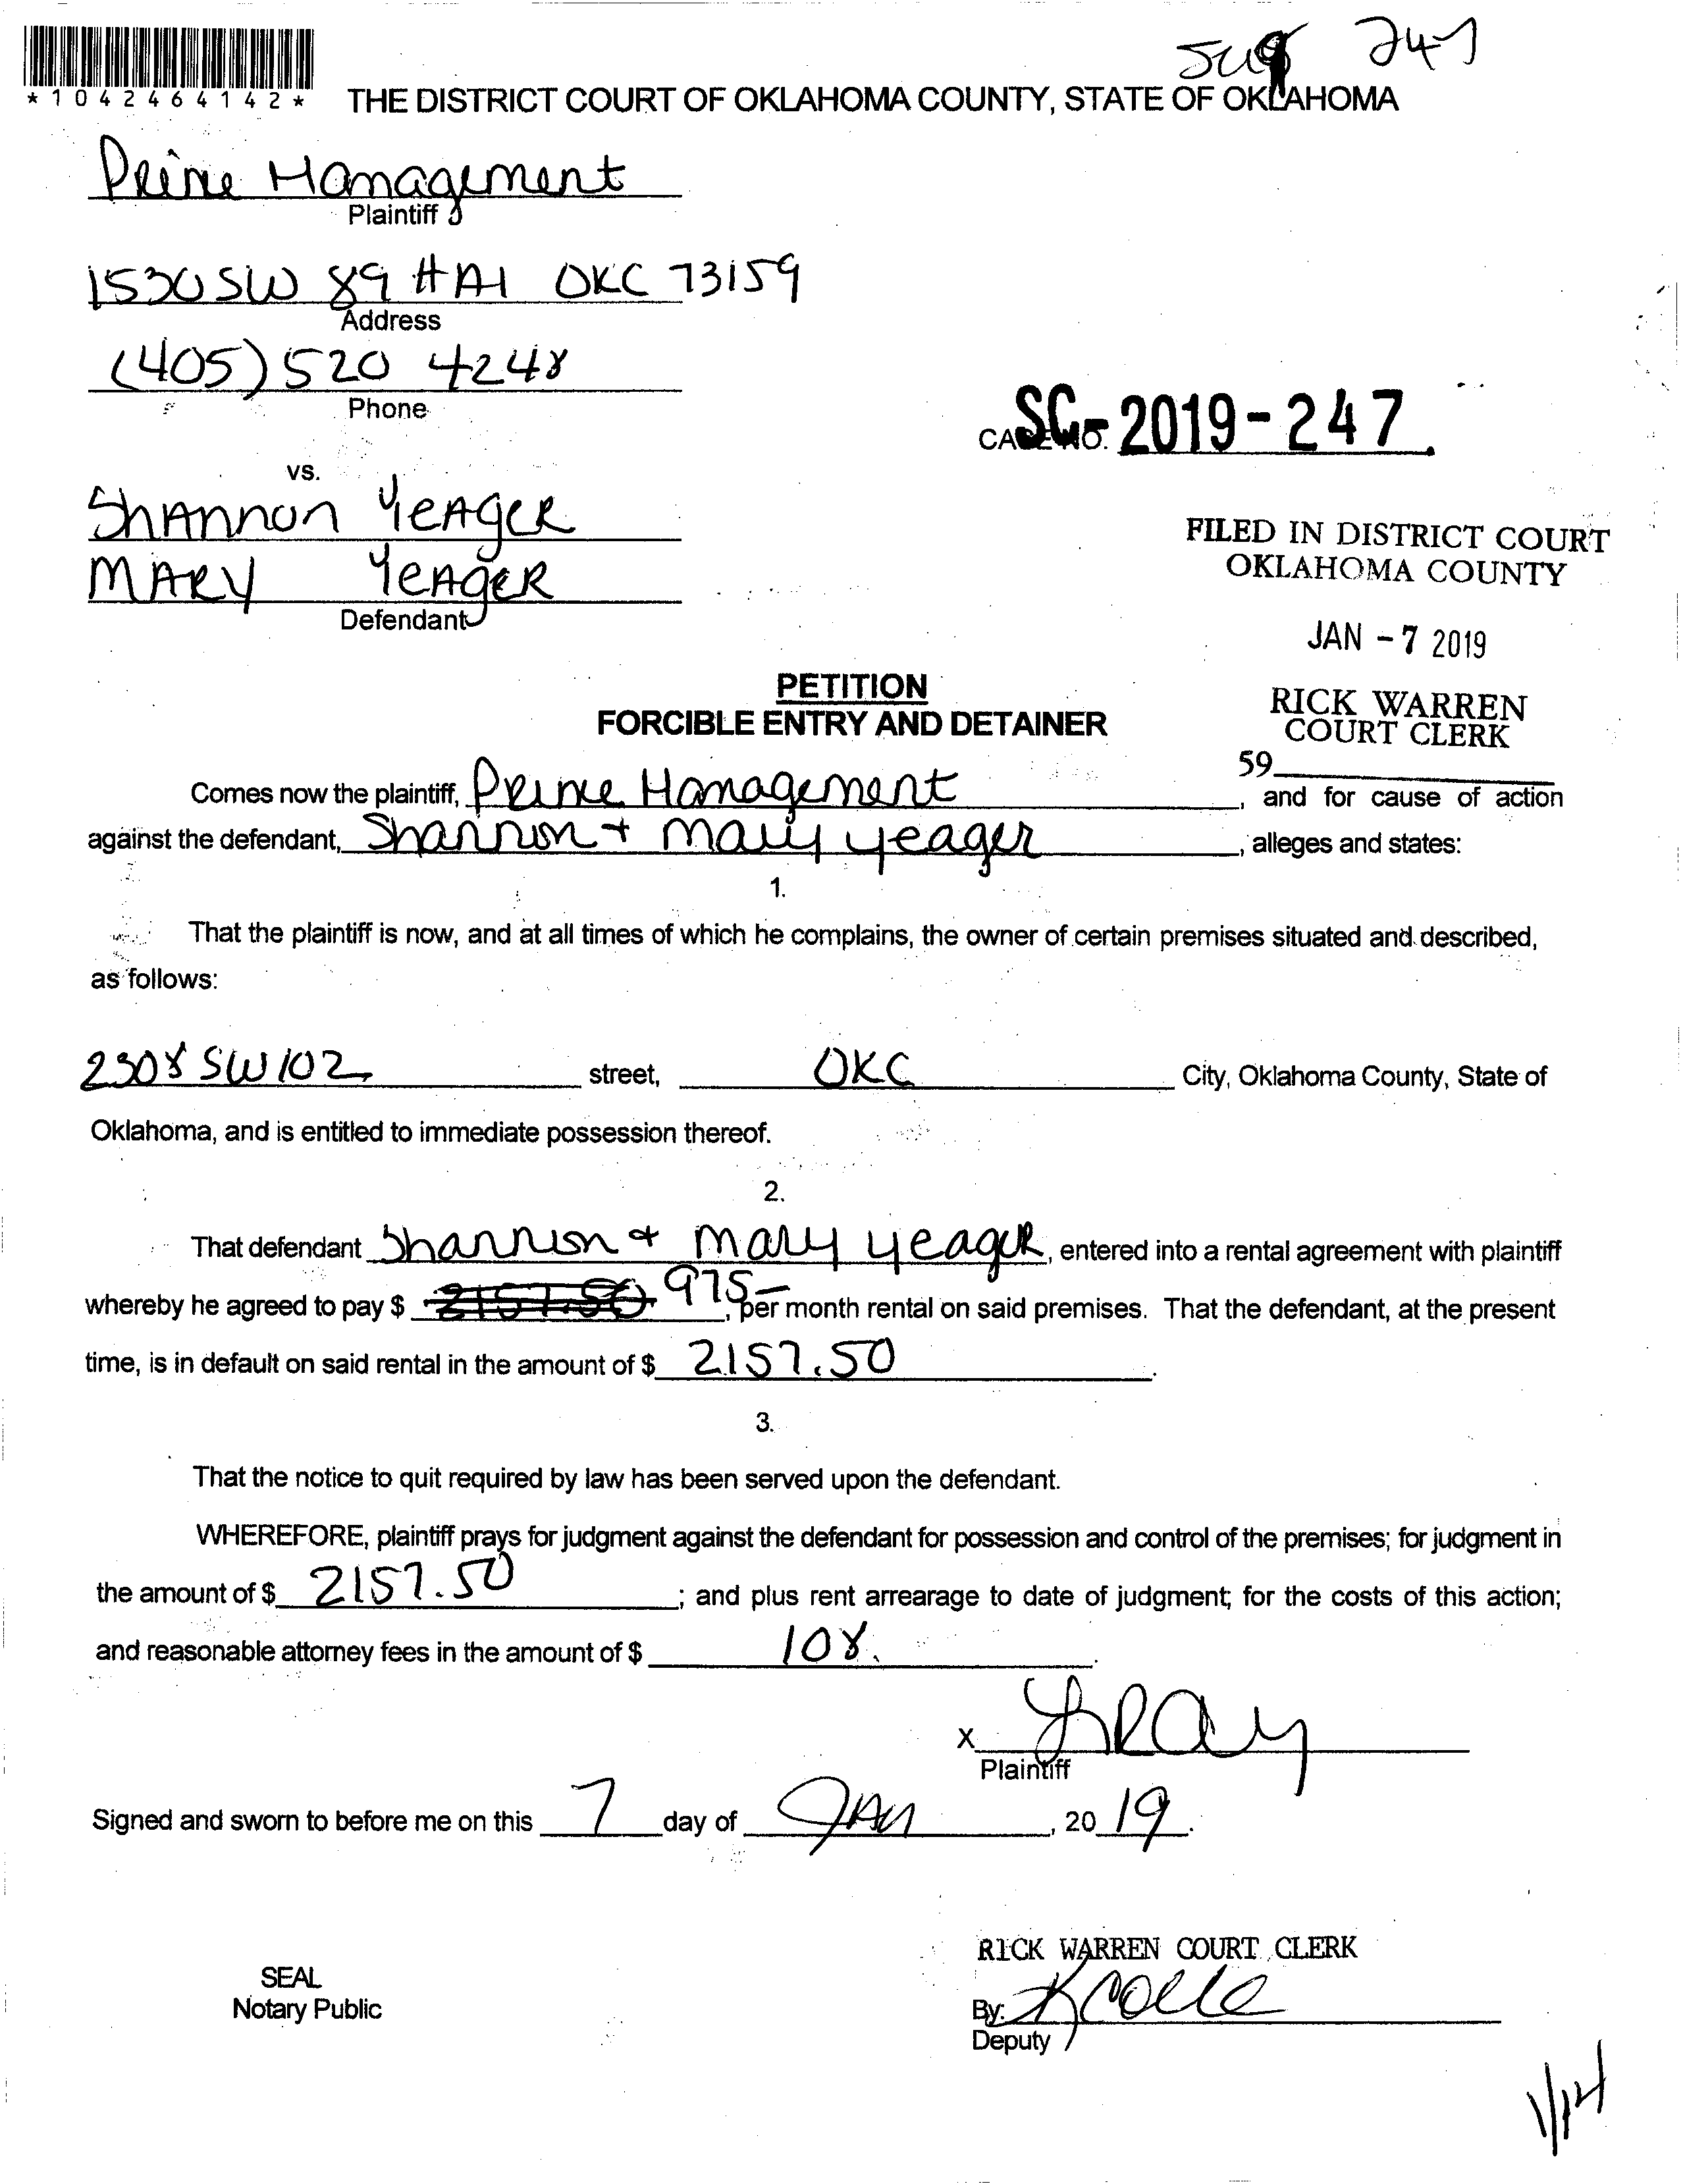 247
*1042464142*
THE DISTRICT COURT OF OKLAHOMA COUNTY, STATE OF OKLAHOMA
Prime Management
Plaintiff
1530 SW 89 #A1 OKC 73159
Address
(405) 520 4248
Phone
CASE NO. SC-2019-247.
vs.
Shannon Yeager
Mary Yeager
Defendant
FILED IN DISTRICT COURT
OKLAHOMA COUNTY
JAN - 7 2019
RICK WARREN
COURT CLERK
59
PETITION
FORCIBLE ENTRY AND DETAINER
Comes now the plaintiff, Prime Management, and for cause of action
against the defendant, Shannon + Mary Yeager, alleges and states:
1.
That the plaintiff is now, and at all times of which he complains, the owner of certain premises situated and described,
as follows:
2308 SW 102 street, OKC City, Oklahoma County, State of
Oklahoma, and is entitled to immediate possession thereof.
2.
That defendant Shannon + Mary Yeager, entered into a rental agreement with plaintiff
whereby he agreed to pay $ 2157.50 975-, per month rental on said premises. That the defendant, at the present
time, is in default on said rental in the amount of $ 2157.50.
3.
That the notice to quit required by law has been served upon the defendant.
WHEREFORE, plaintiff prays for judgment against the defendant for possession and control of the premises; for judgment in
the amount of $ 2157.50; and plus rent arrearage to date of judgment; for the costs of this action;
and reasonable attorney fees in the amount of $ 108.
X
Plaintiff
Signed and sworn to before me on this 7 day of Jan, 2019.
RICK WARREN COURT CLERK
SEAL
Notary Public
By:
Deputy
1/14